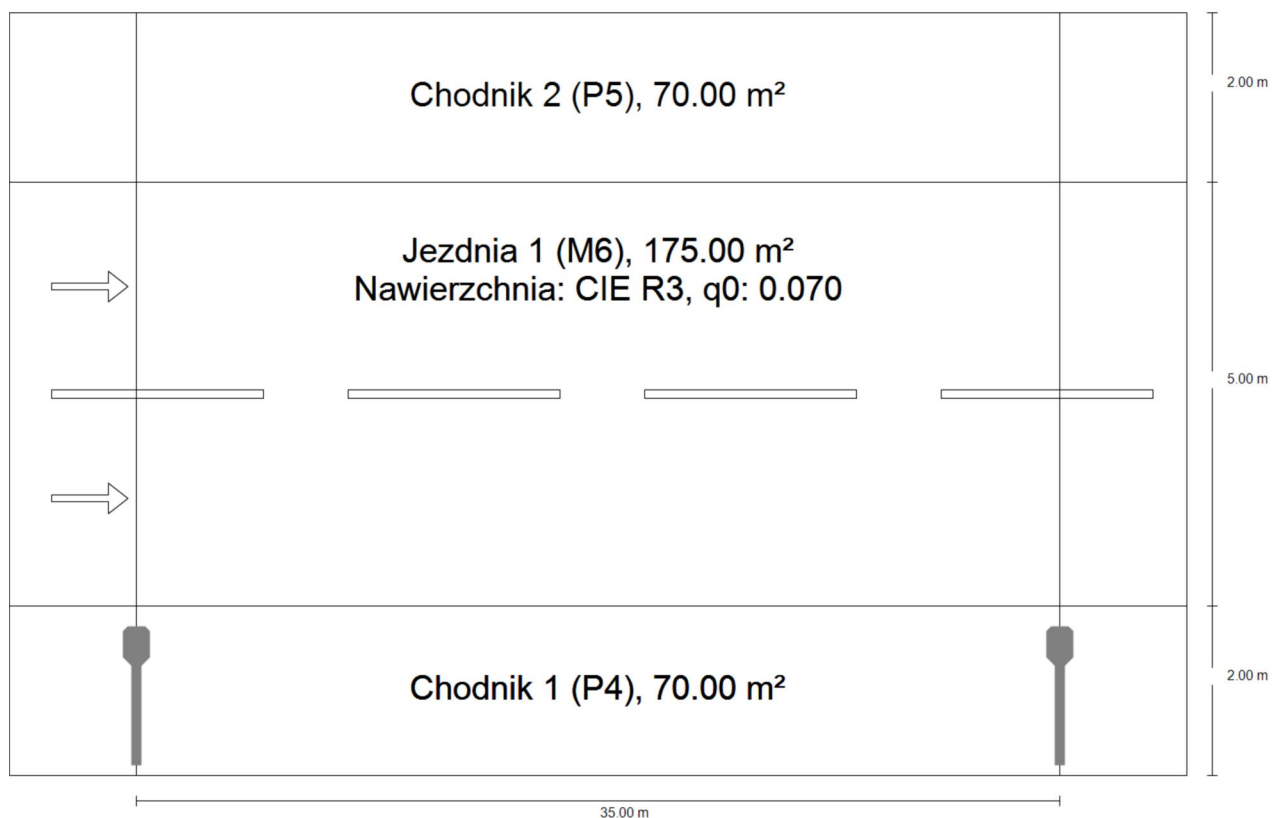 Chodnik 2 (P5), 70.00 m²
2.00 m
Jezdnia 1 (M6), 175.00 m²
Nawierzchnia: CIE R3, q0: 0.070
5.00 m
Chodnik 1 (P4), 70.00 m²
2.00 m
35.00 m